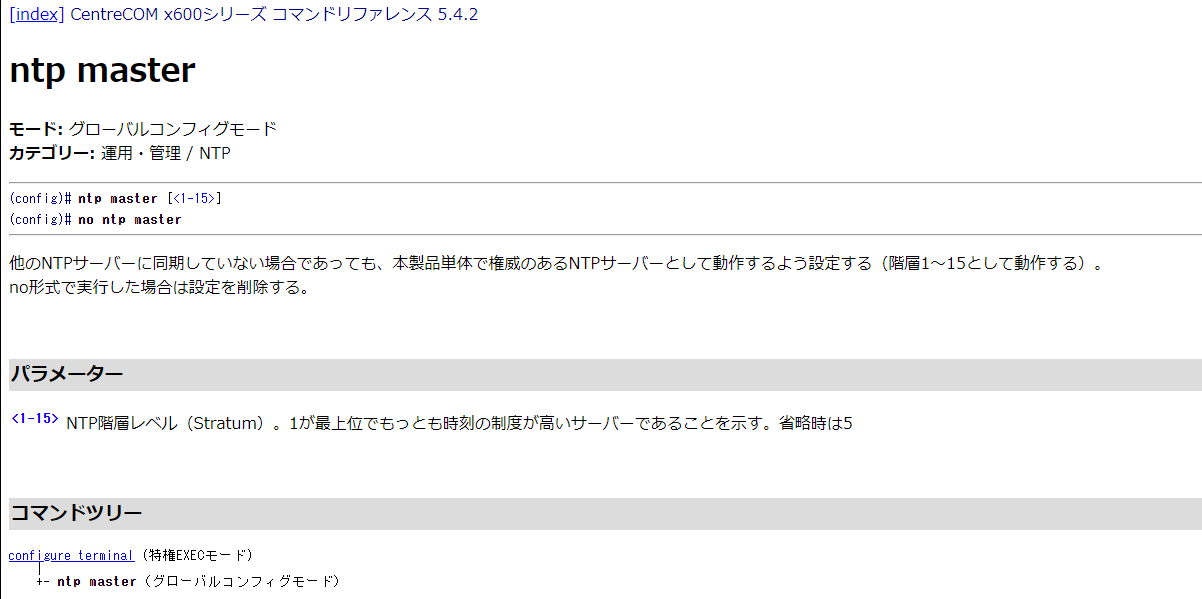 [index] CentreCOM x600シリーズ コマンドリファレンス 5.4.2
ntp master
モード: グローバルコンフィグモード
カテゴリー: 運用・管理 / NTP
(config)# ntp master [<1-15>]
(config)# no ntp master
他のNTPサーバーに同期していない場合であっても、本製品単体で権威のあるNTPサーバーとして動作するよう設定する（階層1～15として動作する）。
no形式で実行した場合は設定を削除する。
パラメーター
<1-15> NTP階層レベル（Stratum）。1が最上位でもっとも時刻の制度が高いサーバーであることを示す。省略時は5
コマンドツリー
configure terminal (特権EXECモード)
+- ntp master (グローバルコンフィグモード)